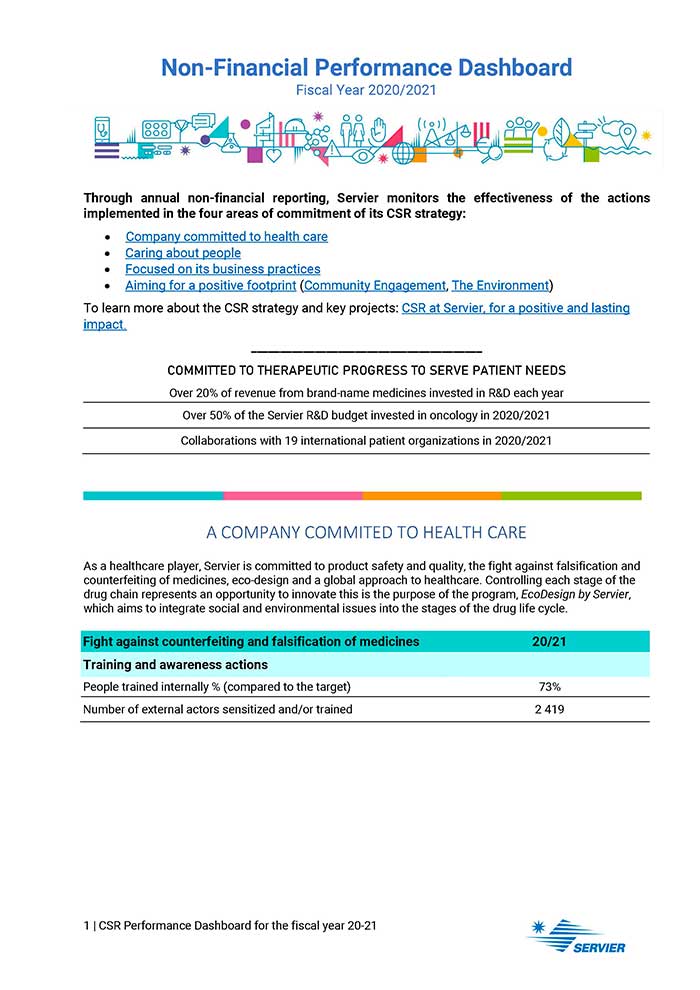 Non-Financial Performance Dashboard
Fiscal Year 2020/2021
Through annual non-financial reporting, Servier monitors the effectiveness of the actions
implemented in the four areas of commitment of its CSR strategy:
• Company committed to health care
• Caring about people
• Focused on its business practices
• Aiming for a positive footprint (Community Engagement, The Environment)
To learn more about the CSR strategy and key projects: CSR at Servier, for a positive and lasting
impact.
COMMITTED TO THERAPEUTIC PROGRESS TO SERVE PATIENT NEEDS
Over 20% of revenue from brand-name medicines invested in R&D each year
Over 50% of the Servier R&D budget invested in oncology in 2020/2021
Collaborations with 19 international patient organizations in 2020/2021
A COMPANY COMMITED TO HEALTH CARE
As a healthcare player, Servier is committed to product safety and quality, the fight against falsification and
counterfeiting of medicines, eco-design and a global approach to healthcare. Controlling each stage of the
drug chain represents an opportunity to innovate this is the purpose of the program, EcoDesign by Servier,
which aims to integrate social and environmental issues into the stages of the drug life cycle.
Fight against counterfeiting and falsification of medicines 20/21
Training and awareness actions
People trained internally % (compared to the target) 73%
Number of external actors sensitized and/or trained 2 419
1 | CSR Performance Dashboard for the fiscal year 20-21
SERVIER